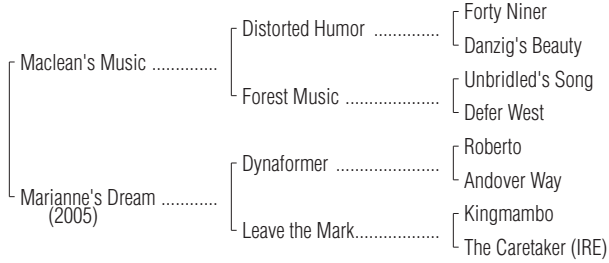 Forty Niner
Distorted Humor ..............
Danzig's Beauty
Maclean's Music ..............
Unbridled's Song
Forest Music ....................
Defer West
Roberto
Dynaformer ......................
Andover Way
Marianne's Dream ............
(2005)
Kingmambo
Leave the Mark..................
The Caretaker (IRE)